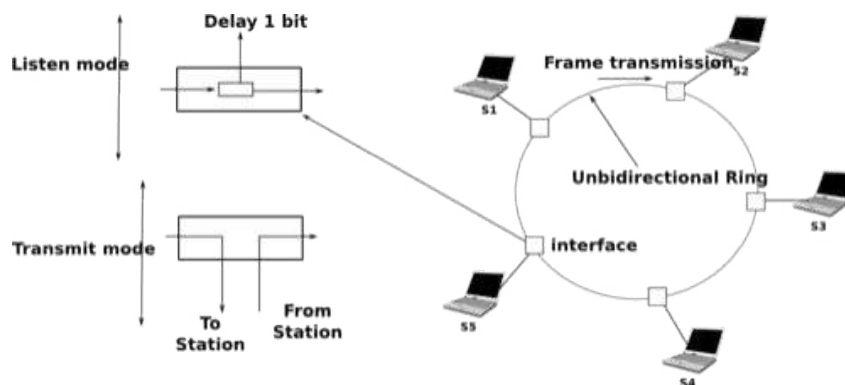 Delay 1 bit
Listen mode
Transmit mode
To
Station
From
Station
Frame transmission
S1
S2
Unbidirectional Ring
S3
interface
S5
S4